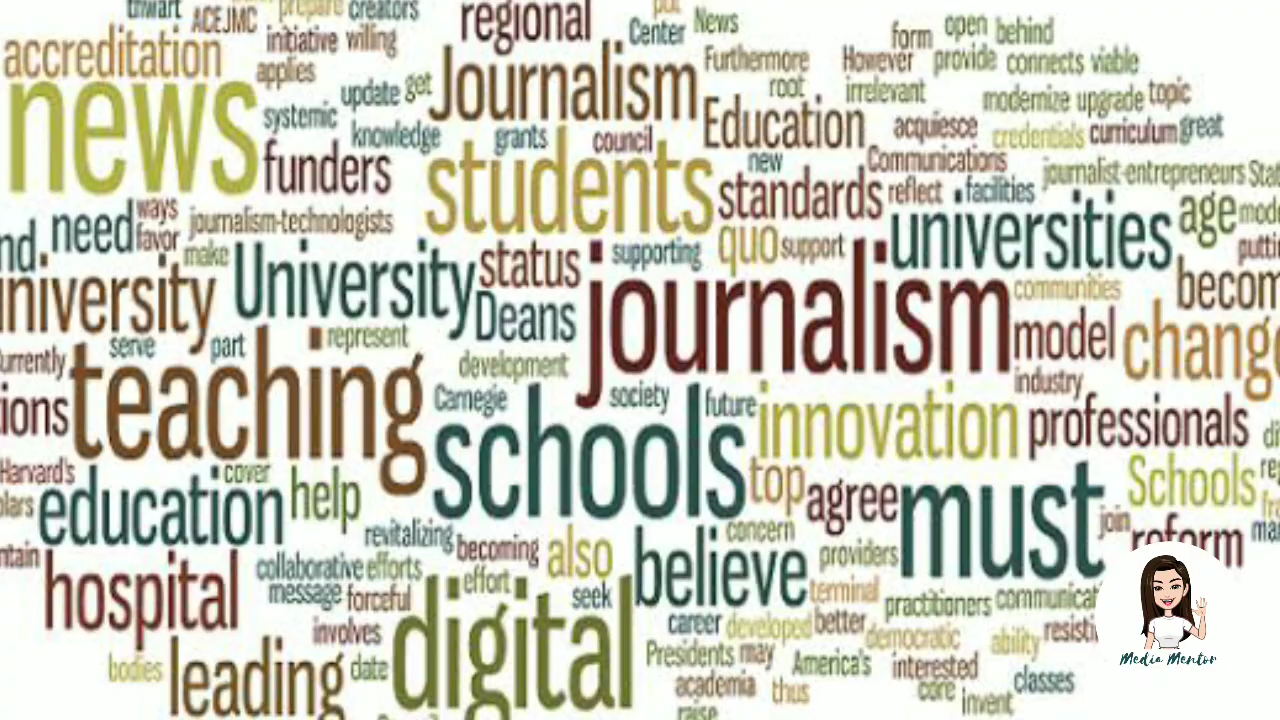 thwart
ACEJMC
prepare
creators
initiative willing
accreditation
applies
news
systemic
update get
knowledge
funders
regional
Journalism
grants
council
students
Center
News
Furthermore
root
Education
new
standards
However
form
open behind
provide
connects viable
irrelevant
modernize upgrade topic
acquiesce
credentials curriculum great
Communications
reflect
facilities
journalist-entrepreneurs
need
ways
favor
journalism-technologists
make
University
status
Deans
supporting
quo support
universities
age
communities
journalism
model
industry
serve
part
represent
teaching
development
Carnegie
society
future
schools
innovation
professionals
Harvard's
cover
education
help
top
agree
must
Schools
join
reform
revitalizing
becoming
also
believe
concern
providers
hospital
collaborative efforts
message
forceful
effort
seek
terminal
practitioners
involves
digital
career developed better
democratic
ability
bodies
leading
date
Presidents may
America's
interested
academia
thus
core
invent
classes
raise
Media Mentor